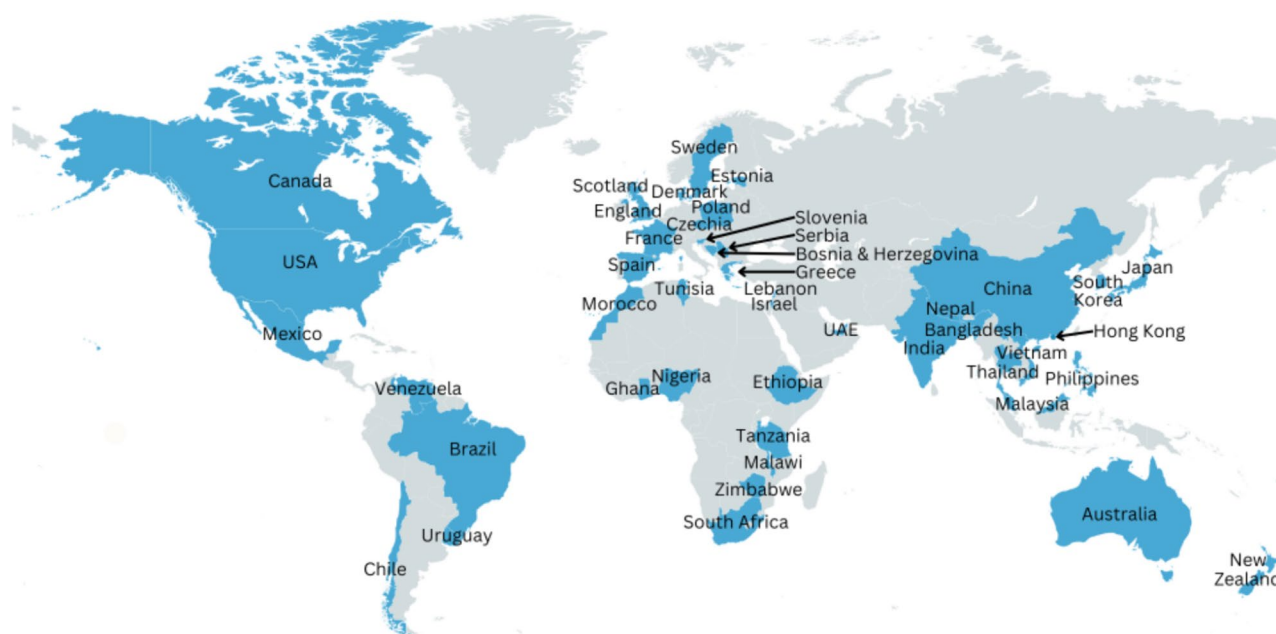 Canada
USA
Mexico
Venezuela
Brazil
Uruguay
Chile
Sweden
Estonia
Scotland
Denmark
England
Poland
Czechia
France
Spain
Slovenia
Serbia
Bosnia & Herzegovina
Greece
Tunisia
Morocco
Lebanon
Israel
UAE
Ghana
Nigeria
Ethiopia
Tanzania
Malawi
Zimbabwe
South Africa
China
Japan
South
Korea
Nepal
Bangladesh
India
Hong Kong
Vietnam
Thailand
Philippines
Malaysia
Australia
New
Zealand